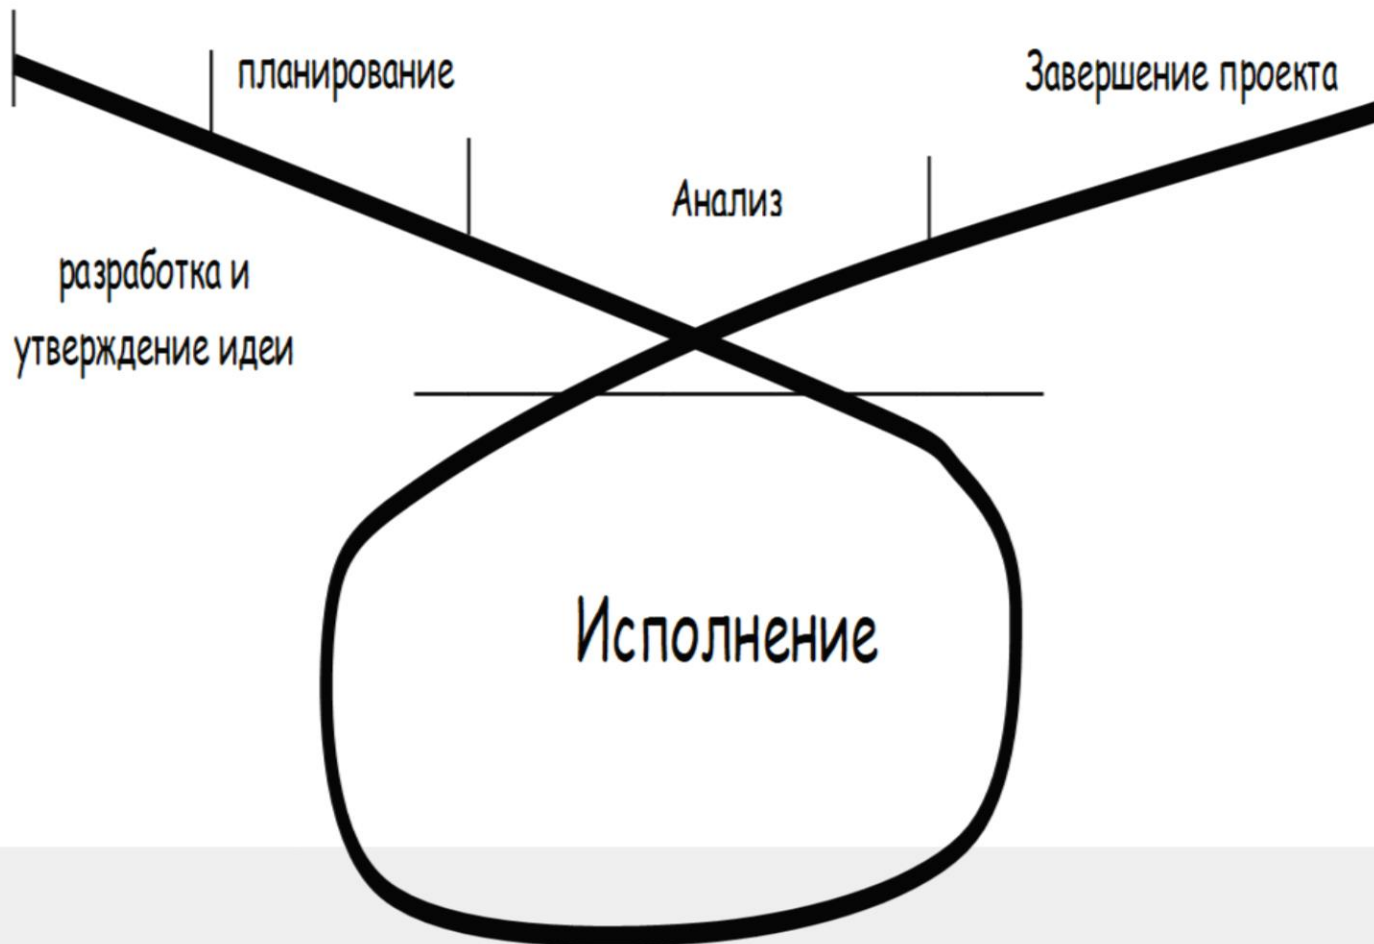 планирование
Завершение проекта
Анализ
разработка и
утверждение идеи
Исполнение